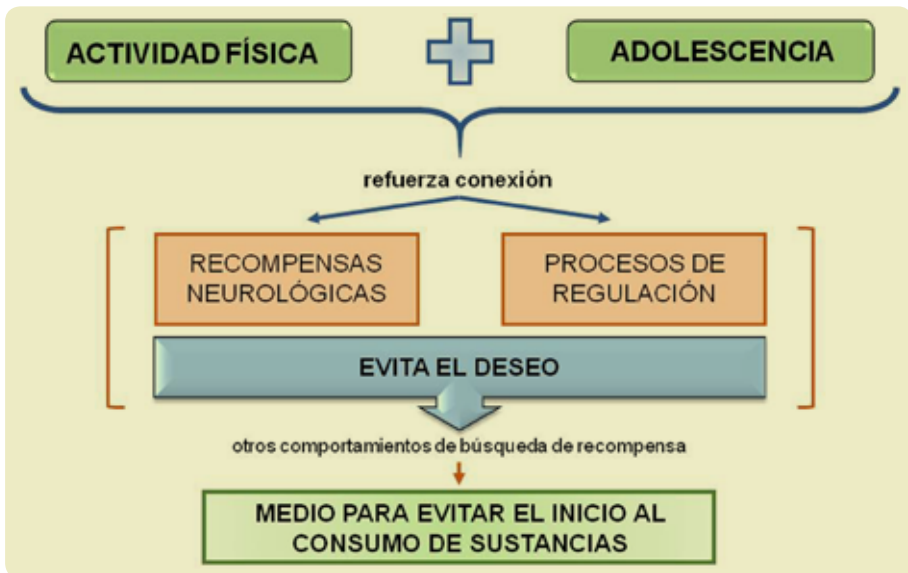 ACTIVIDAD FÍSICA
ADOLESCENCIA
refuerza conexión
RECOMPENSAS
NEUROLÓGICAS
PROCESOS DE
REGULACIÓN
EVITA EL DESEO
otros comportamientos de búsqueda de recompensa
MEDIO PARA EVITAR EL INICIO AL
CONSUMO DE SUSTANCIAS